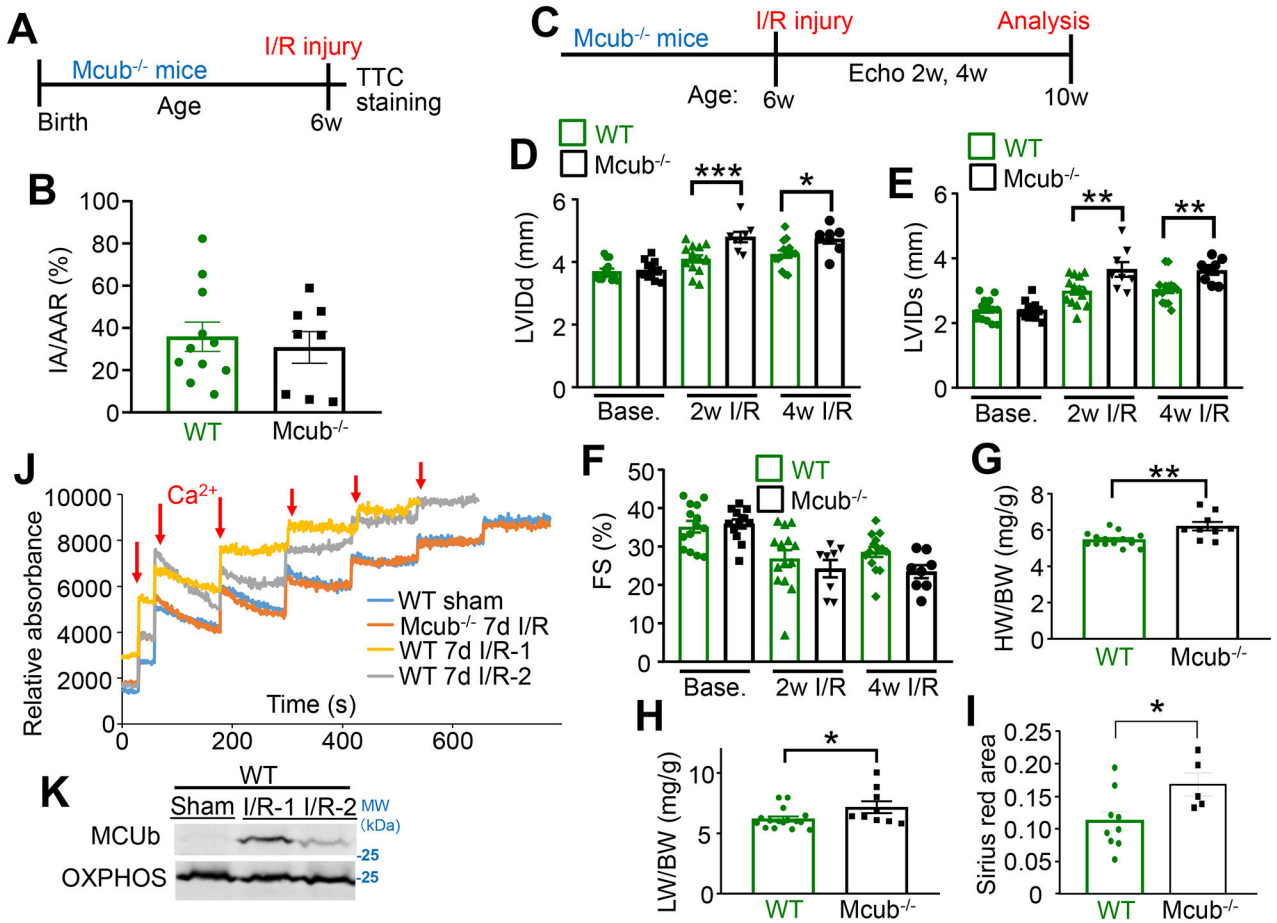 A
Mcub-/- mice
I/R injury
TTC
staining
Age
Birth
6w
B
IA/AAR (%)
100
80
60
40
20
0
WT
Mcub-/-
C
Mcub-/- mice
I/R injury
Analysis
Echo 2w, 4w
Age:
6w
10w
D
WT
Mcub-/-
***
*
LVIDd (mm)
6
4
2
0
Base.
2w I/R
4w I/R
E
WT
Mcub-/-
**
**
LVIDs (mm)
6
4
2
0
Base.
2w I/R
4w I/R
J
Ca2+
Relative absorbance
10000
8000
6000
4000
2000
0
WT sham
Mcub-/- 7d I/R
WT 7d I/R-1
WT 7d I/R-2
Time (s)
0
200
400
600
F
WT
Mcub-/-
FS (%)
50
40
30
20
10
0
Base.
2w I/R
4w I/R
G
**
HW/BW (mg/g)
8
6
4
2
0
WT
Mcub-/-
K
WT
Sham
I/R-1
I/R-2
MW
(kDa)
MCUb
-25
OXPHOS
-25
H
*
LW/BW (mg/g)
10
5
0
WT
Mcub-/-
I
*
Sirius red area
0.25
0.20
0.15
0.10
0.05
0
WT
Mcub-/-